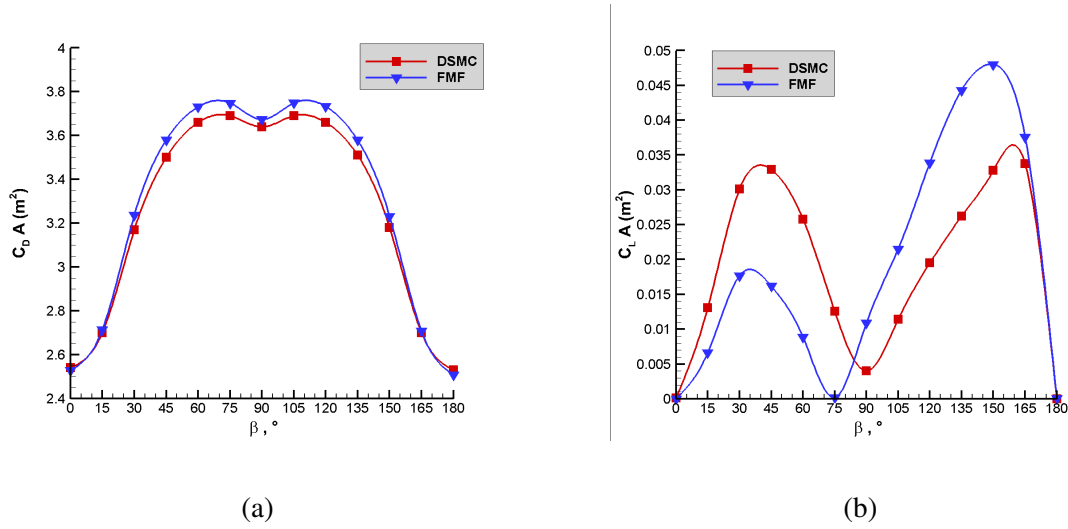 4
3.8
3.6
3.4
3.2
3
2.8
2.6
2.4
C_D A (m²)
DSMC
FMF
0 15 30 45 60 75 90 105 120 135 150 165 180
β , °
(a)
0.05
0.045
0.04
0.035
0.03
0.025
0.02
0.015
0.01
0.005
0
C_L A (m²)
DSMC
FMF
0 15 30 45 60 75 90 105 120 135 150 165 180
β , °
(b)